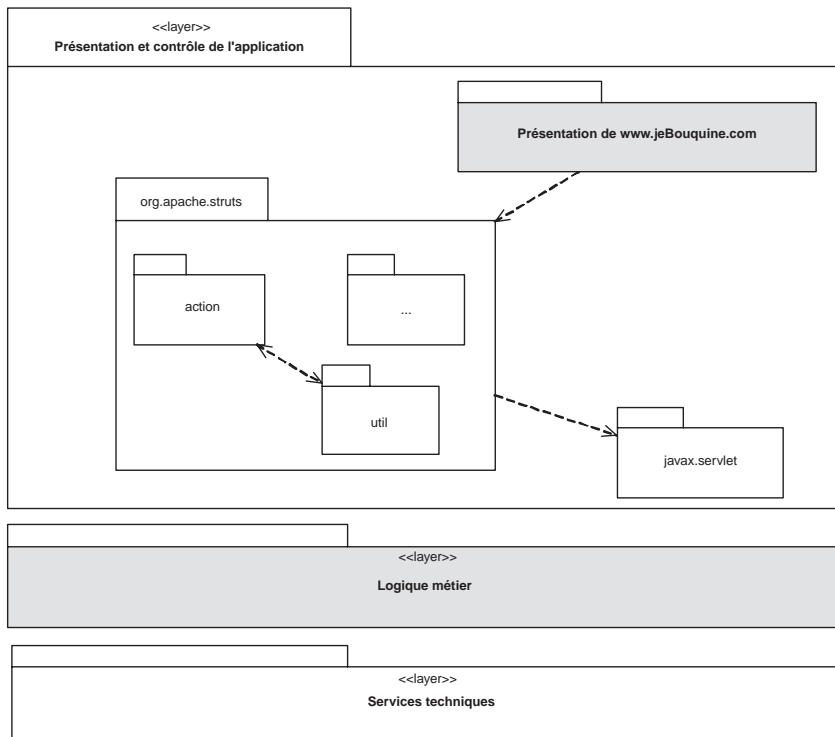 <<layer>>
Présentation et contrôle de l'application
Présentation de www.jeBouquine.com
org.apache.struts
action
...
util
javax.servlet
<<layer>>
Logique métier
<<layer>>
Services techniques